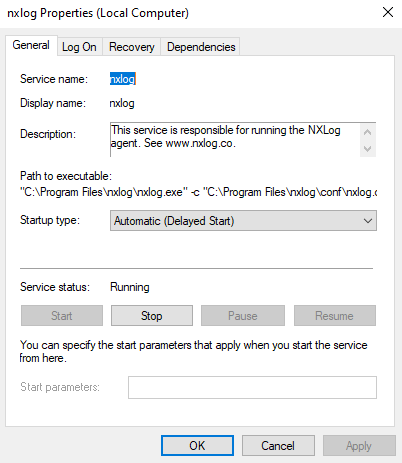 nxlog Properties (Local Computer)
General Log On Recovery Dependencies
Service name: nxlog
Display name: nxlog
Description: This service is responsible for running the NXLog
agent. See www.nxlog.co.
Path to executable:
"C:\Program Files\nxlog\nxlog.exe" -c "C:\Program Files\nxlog\conf\nxlog.c
Startup type: Automatic (Delayed Start)
Service status: Running
Start Stop Pause Resume
You can specify the start parameters that apply when you start the service
from here.
Start parameters:
OK Cancel Apply